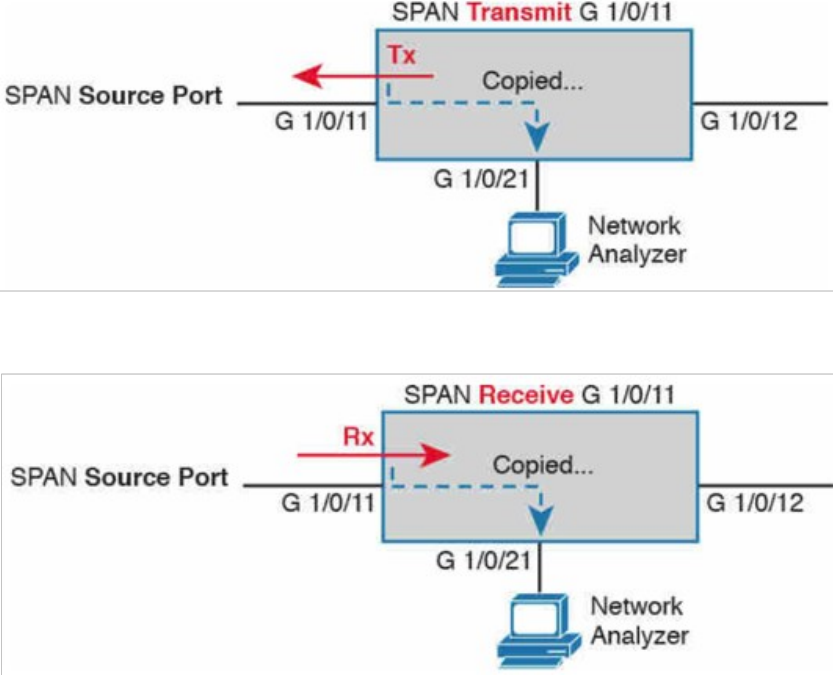 SPAN Transmit G 1/0/11
Tx
Copied...
SPAN Source Port
G 1/0/11
G 1/0/12
G 1/0/21
Network
Analyzer
SPAN Receive G 1/0/11
Rx
Copied...
SPAN Source Port
G 1/0/11
G 1/0/12
G 1/0/21
Network
Analyzer